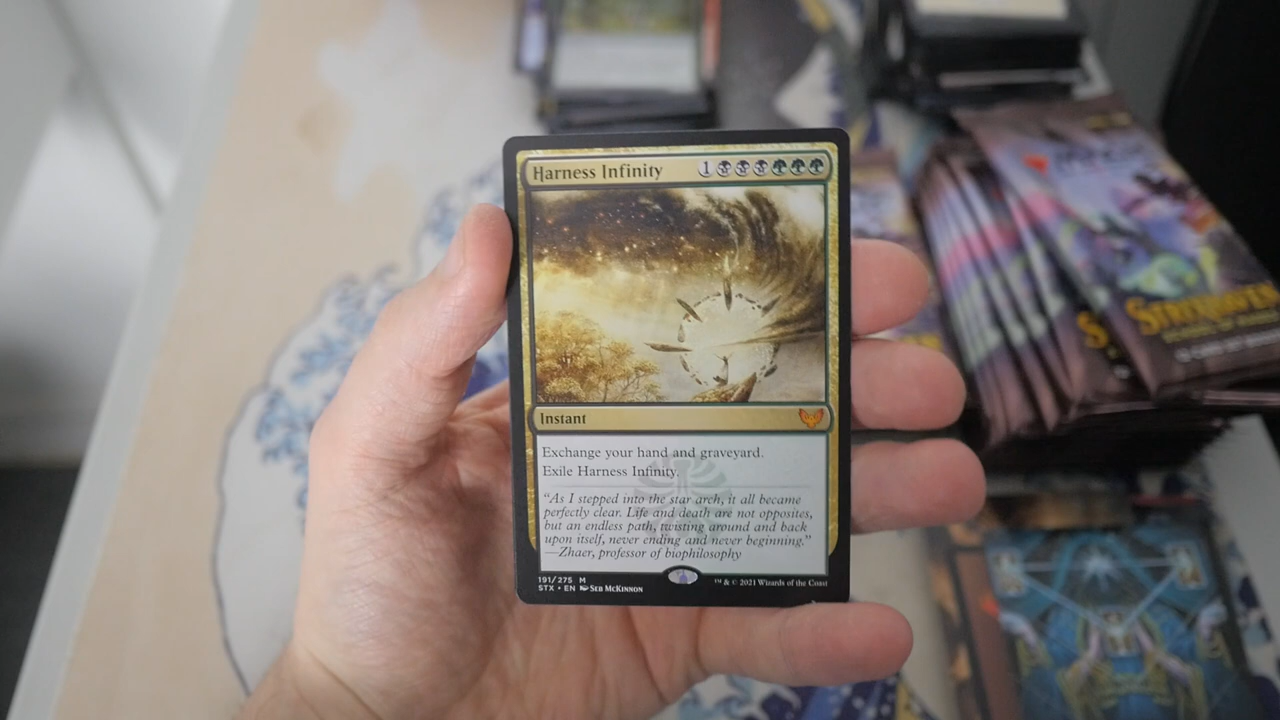 Harness Infinity
1
Instant
Exchange your hand and graveyard.
Exile Harness Infinity.
“As I stepped into the star arch, it all became
perfectly clear. Life and death are not opposites,
but an endless path, twisting around and back
upon itself, never ending and never beginning.”
—Zhaer, professor of biophilosophy
191/275 M
STX • EN Seb McKinnon
™ & © 2021 Wizards of the Coast
Strixhaven